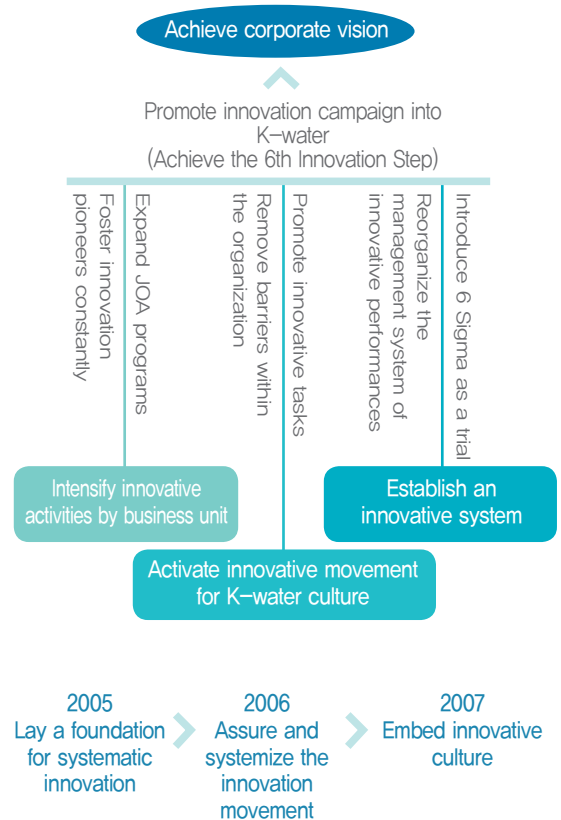 Achieve corporate vision
Promote innovation campaign into
K-water
(Achieve the 6th Innovation Step)
Foster innovation
pioneers constantly
Expand JOA programs
Remove barriers within
the organization
Promote innovative tasks
Reorganize the
management system of
innovative performances
Introduce 6 Sigma as a trial
Intensify innovative
activities by business unit
Establish an
innovative system
Activate innovative movement
for K-water culture
2005
Lay a foundation
for systematic
innovation
2006
Assure and
systemize the
innovation
movement
2007
Embed innovative
culture